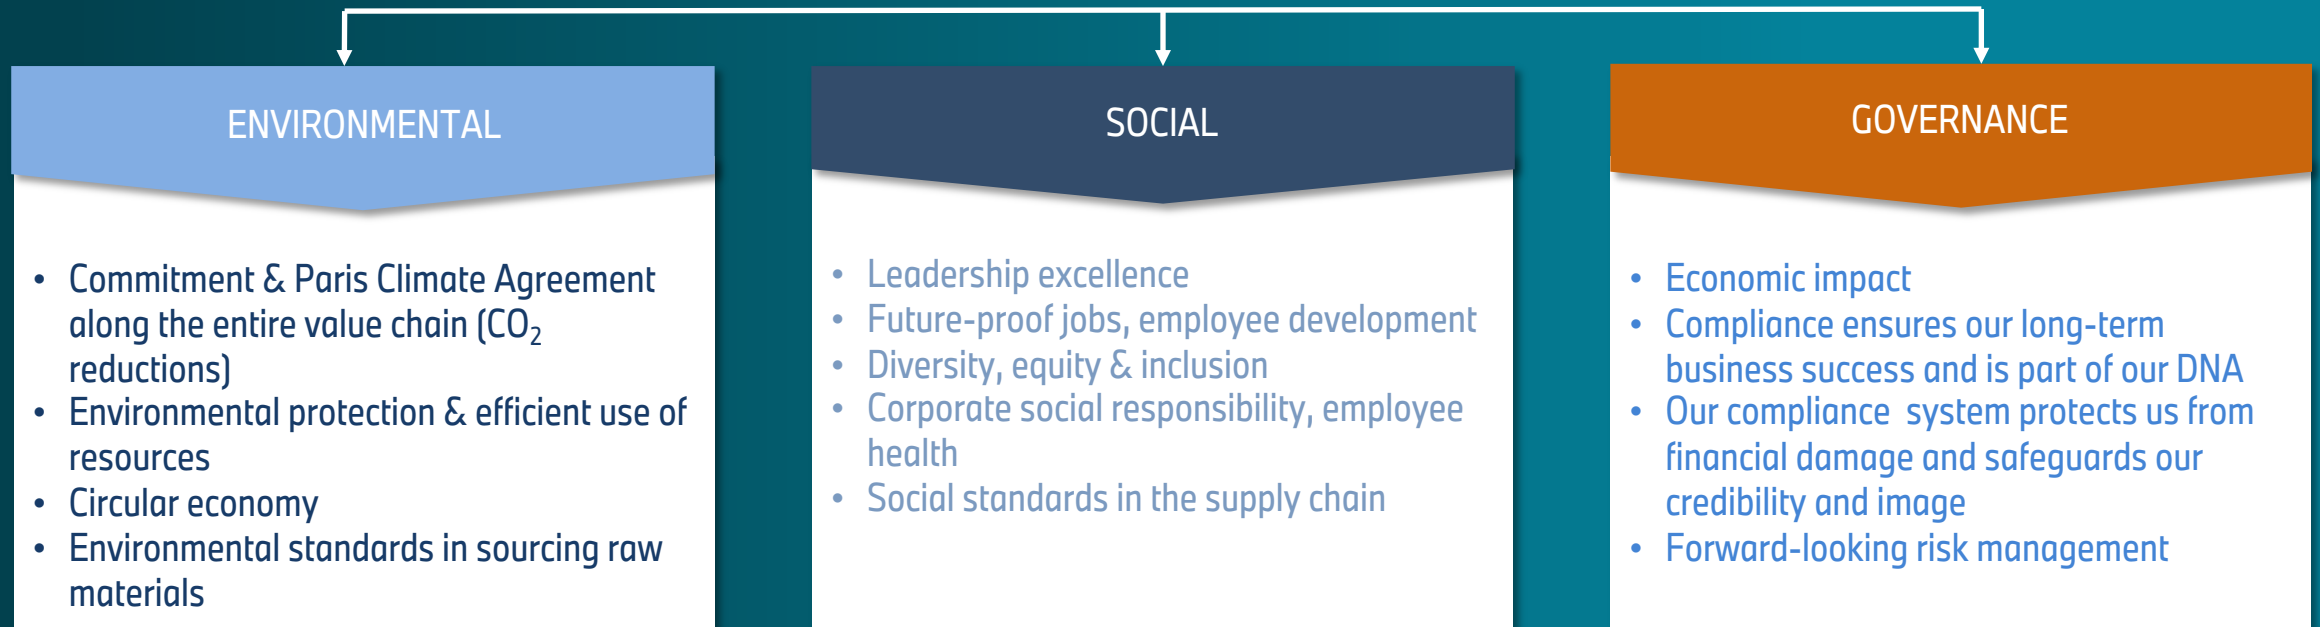 ENVIRONMENTAL
• Commitment & Paris Climate Agreement
along the entire value chain (CO₂
reductions)
• Environmental protection & efficient use of
resources
• Circular economy
• Environmental standards in sourcing raw
materials
SOCIAL
• Leadership excellence
• Future-proof jobs, employee development
• Diversity, equity & inclusion
• Corporate social responsibility, employee
health
• Social standards in the supply chain
GOVERNANCE
• Economic impact
• Compliance ensures our long-term
business success and is part of our DNA
• Our compliance  system protects us from
financial damage and safeguards our
credibility and image
• Forward-looking risk management